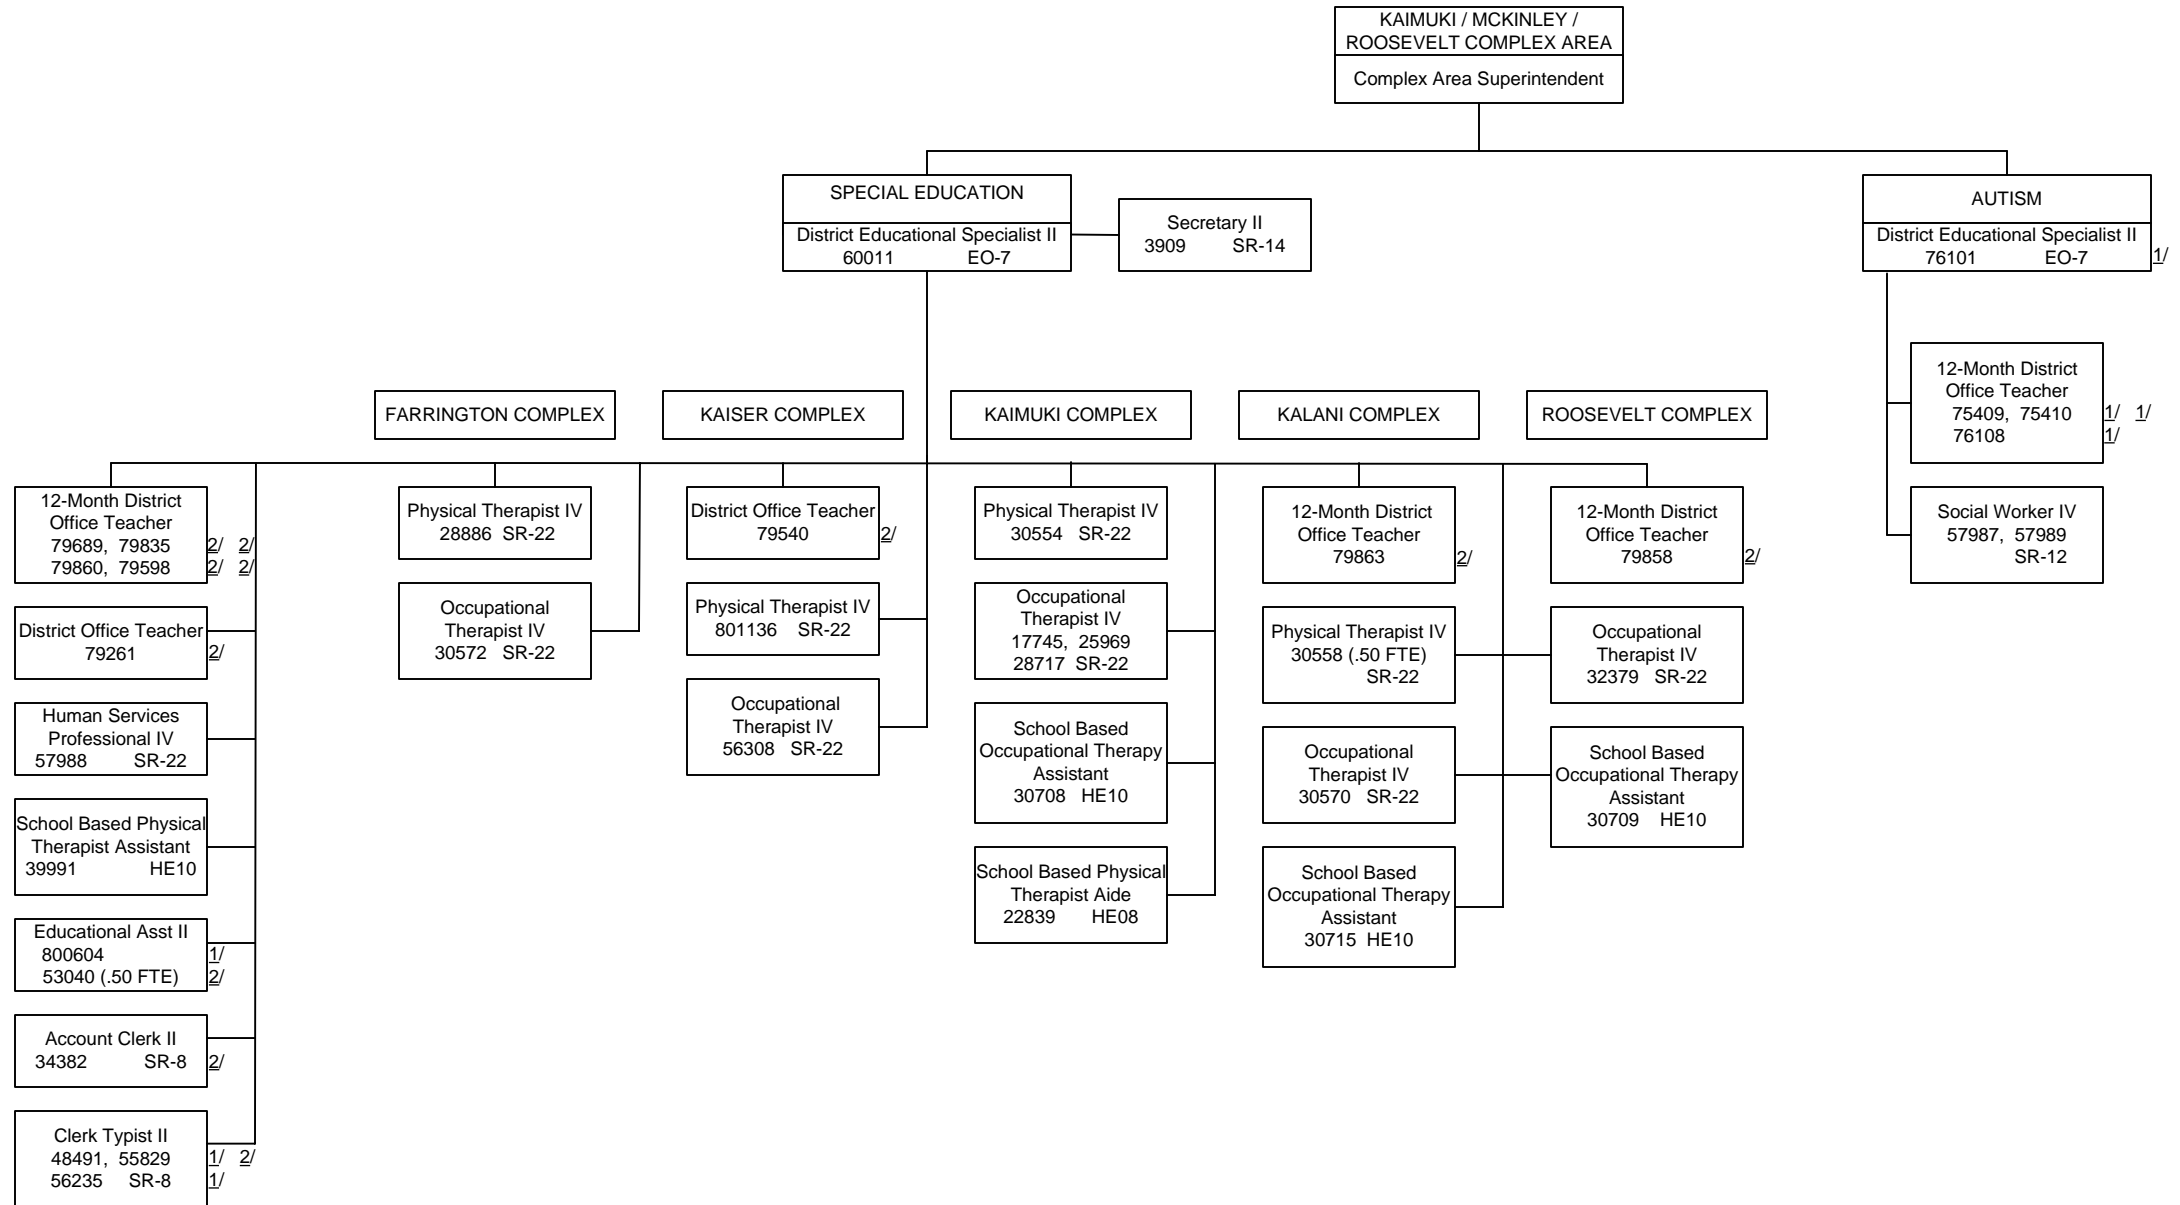 KAIMUKI / MCKINLEY /
ROOSEVELT COMPLEX AREA
Complex Area Superintendent
SPECIAL EDUCATION
District Educational Specialist II
60011 EO-7
Secretary II
3909 SR-14
AUTISM
District Educational Specialist II
76101 EO-7 1/
12-Month District
Office Teacher
75409, 75410 1/ 1/
76108 1/
Social Worker IV
57987, 57989
SR-12
12-Month District
Office Teacher
79689, 79835 2/ 2/
79860, 79598 2/ 2/
District Office Teacher
79261 2/
Human Services
Professional IV
57988 SR-22
School Based Physical
Therapist Assistant
39991 HE10
Educational Asst II
800604 1/
53040 (.50 FTE) 2/
Account Clerk II
34382 SR-8 2/
Clerk Typist II
48491, 55829 1/ 2/
56235 SR-8 1/
FARRINGTON COMPLEX
Physical Therapist IV
28886 SR-22
Occupational
Therapist IV
30572 SR-22
KAISER COMPLEX
District Office Teacher
79540 2/
Physical Therapist IV
801136 SR-22
Occupational
Therapist IV
56308 SR-22
KAIMUKI COMPLEX
Physical Therapist IV
30554 SR-22
Occupational
Therapist IV
17745, 25969
28717 SR-22
School Based
Occupational Therapy
Assistant
30708 HE10
School Based Physical
Therapist Aide
22839 HE08
KALANI COMPLEX
12-Month District
Office Teacher
79863 2/
Physical Therapist IV
30558 (.50 FTE)
SR-22
Occupational
Therapist IV
30570 SR-22
School Based
Occupational Therapy
Assistant
30715 HE10
ROOSEVELT COMPLEX
12-Month District
Office Teacher
79858 2/
Occupational
Therapist IV
32379 SR-22
School Based
Occupational Therapy
Assistant
30709 HE10